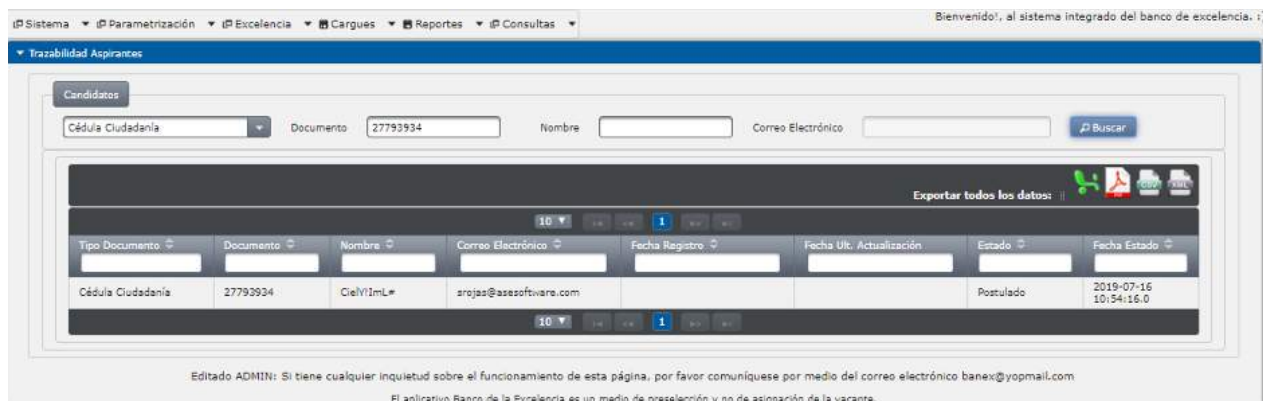 Sistema Parametrización Excelencia Cargues Reportes Consultas
Bienvenido!, al sistema integrado del banco de excelencia. :
Trazabilidad Aspirantes
Candidatos
Cédula Ciudadanía Documento 27793934 Nombre Correo Electrónico Buscar
Exportar todos los datos: ||
10 1
Tipo Documento Documento Nombre Correo Electrónico Fecha Registro Fecha Ult. Actualización Estado Fecha Estado
Cédula Ciudadanía 27793934 CielY!ImL# srojas@asesoftware.com Postulado 2019-07-16
10:54:16.0
10 1
Editado ADMIN: Si tiene cualquier inquietud sobre el funcionamiento de esta página, por favor comuníquese por medio del correo electrónico banex@yopmail.com
El aplicativo Banco de la Excelencia es un medio de preselección y no de asignación de la vacante.